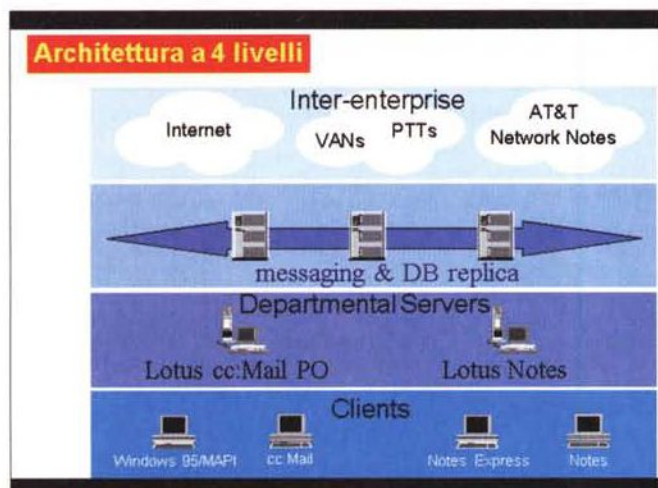 Architettura a 4 livelli
Inter-enterprise
Internet
VANs
PTTs
AT&T
Network Notes
messaging & DB replica
Departmental Servers
Lotus cc:Mail PO
Lotus Notes
Clients
Windows 95/MAPI
cc Mail
Notes Express
Notes